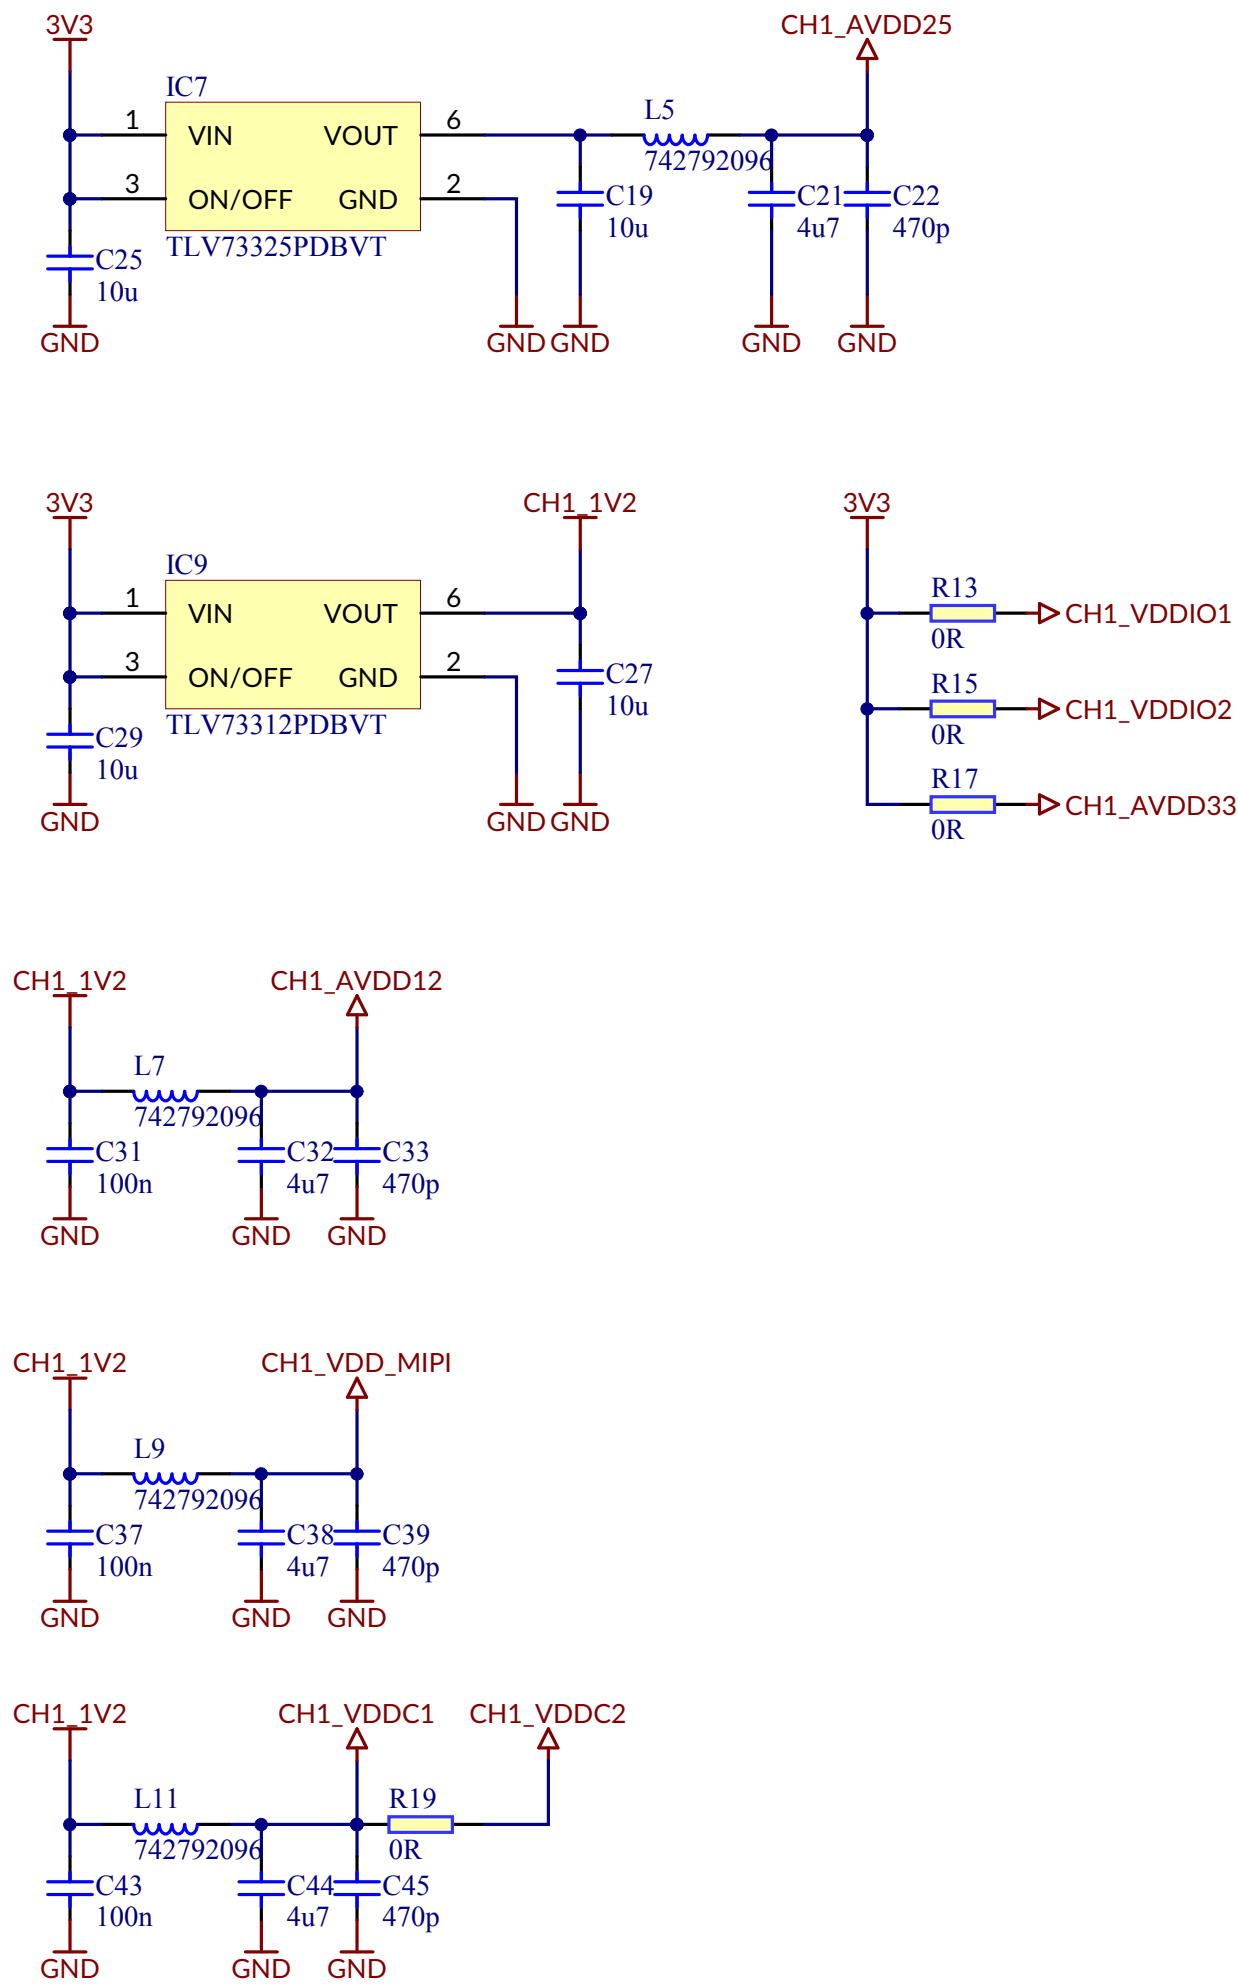 3V3
CH1_AVDD25
IC7
1
VIN
VOUT
6
3
ON/OFF
GND
2
TLV73325PDBVT
L5
742792096
C19
10u
C21
4u7
C22
470p
C25
10u
GND
GND
GND
GND
GND
3V3
CH1_1V2
IC9
1
VIN
VOUT
6
3
ON/OFF
GND
2
TLV73312PDBVT
C27
10u
C29
10u
GND
GND
GND
3V3
R13
0R
CH1_VDDIO1
R15
0R
CH1_VDDIO2
R17
0R
CH1_AVDD33
CH1_1V2
CH1_AVDD12
L7
742792096
C31
100n
C32
4u7
C33
470p
GND
GND
GND
CH1_1V2
CH1_VDD_MIPI
L9
742792096
C37
100n
C38
4u7
C39
470p
GND
GND
GND
CH1_1V2
CH1_VDDC1
CH1_VDDC2
L11
742792096
R19
0R
C43
100n
C44
4u7
C45
470p
GND
GND
GND